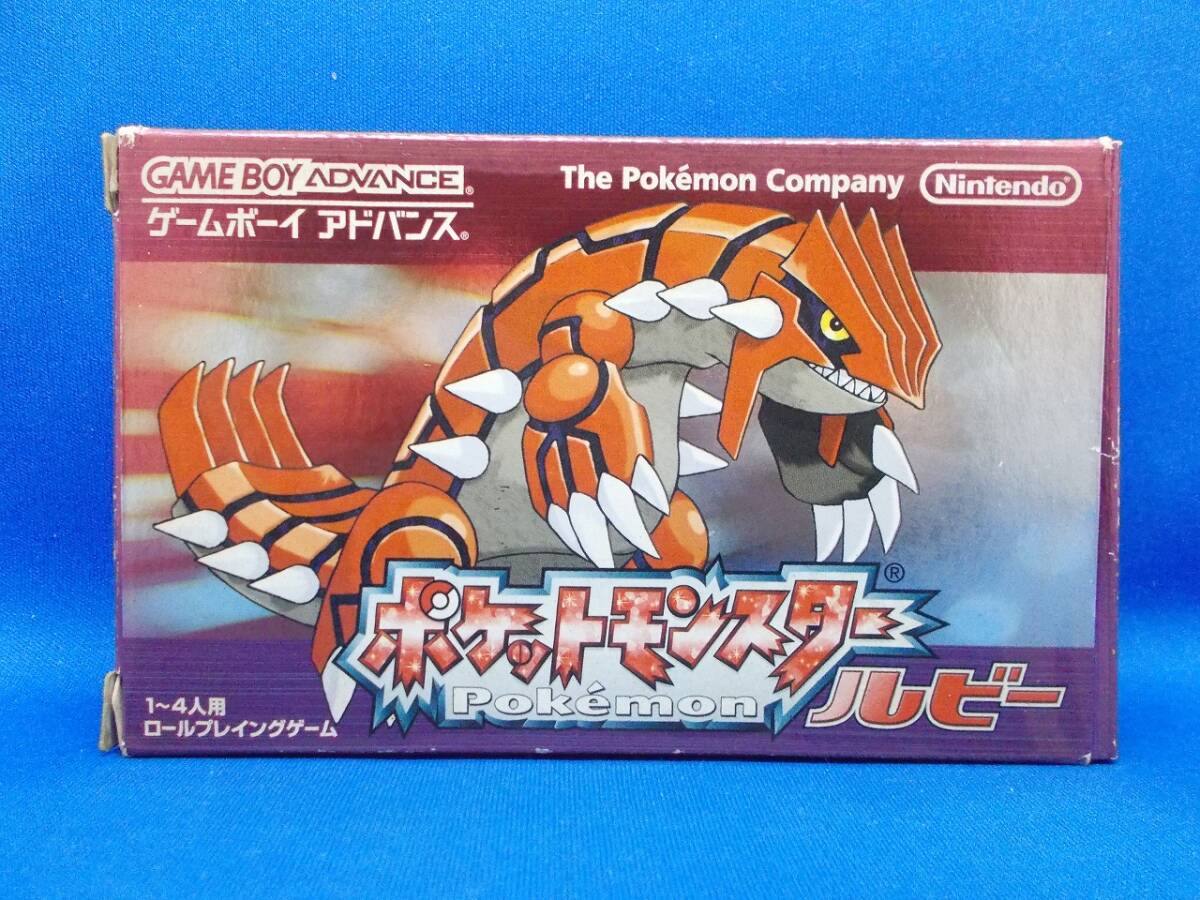 GAME BOY ADVANCE®
ゲームボーイ アドバンス®
The Pokémon Company
Nintendo®
ポケットモンスター®
Pokémon
ルビー
1~4人用
ロールプレイングゲーム